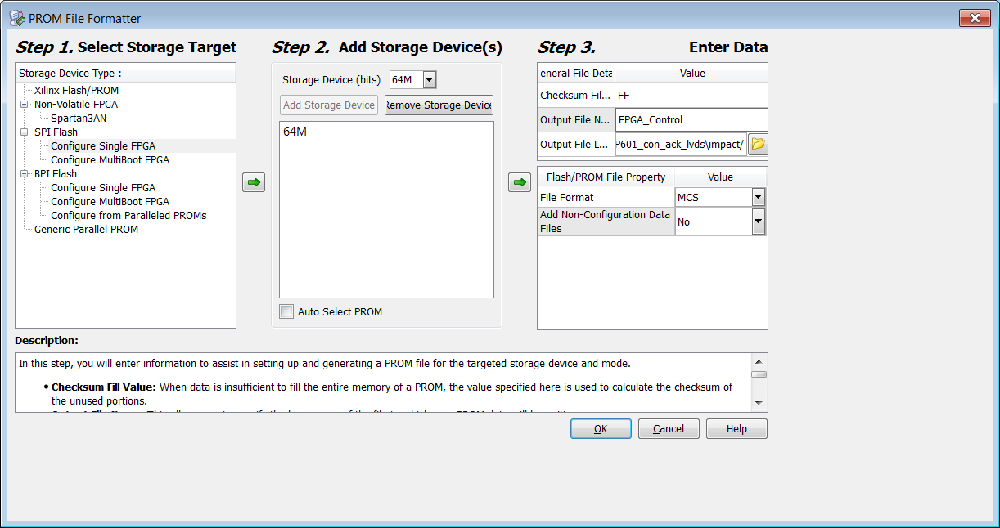 PROM File Formatter
Step 1. Select Storage Target
Storage Device Type :
Xilinx Flash/PROM
Non-Volatile FPGA
Spartan3AN
SPI Flash
Configure Single FPGA
Configure MultiBoot FPGA
BPI Flash
Configure Single FPGA
Configure MultiBoot FPGA
Configure from Paralleled PROMs
Generic Parallel PROM
Step 2. Add Storage Device(s)
Storage Device (bits) 64M
Add Storage Device
emove Storage Device
64M
Auto Select PROM
Step 3. Enter Data
eneral File Deta Value
Checksum Fil... FF
Output File N... FPGA_Control
Output File L... P601_con_ack_lvds\impact/
Flash/PROM File Property Value
File Format MCS
Add Non-Configuration Data
Files
No
Description:
In this step, you will enter information to assist in setting up and generating a PROM file for the targeted storage device and mode.
• Checksum Fill Value: When data is insufficient to fill the entire memory of a PROM, the value specified here is used to calculate the checksum of
the unused portions.
OK
Cancel
Help